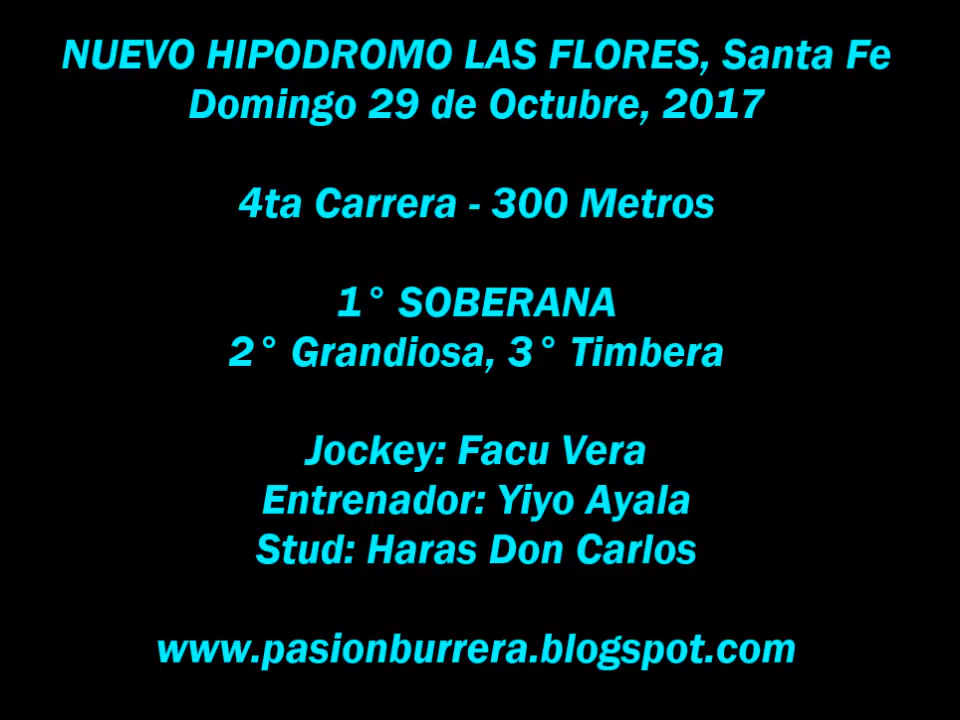 NUEVO HIPODROMO LAS FLORES, Santa Fe
Domingo 29 de Octubre, 2017
4ta Carrera - 300 Metros
1° SOBERANA
2° Grandiosa, 3° Timbera
Jockey: Facu Vera
Entrenador: Yiyo Ayala
Stud: Haras Don Carlos
www.pasionburrera.blogspot.com